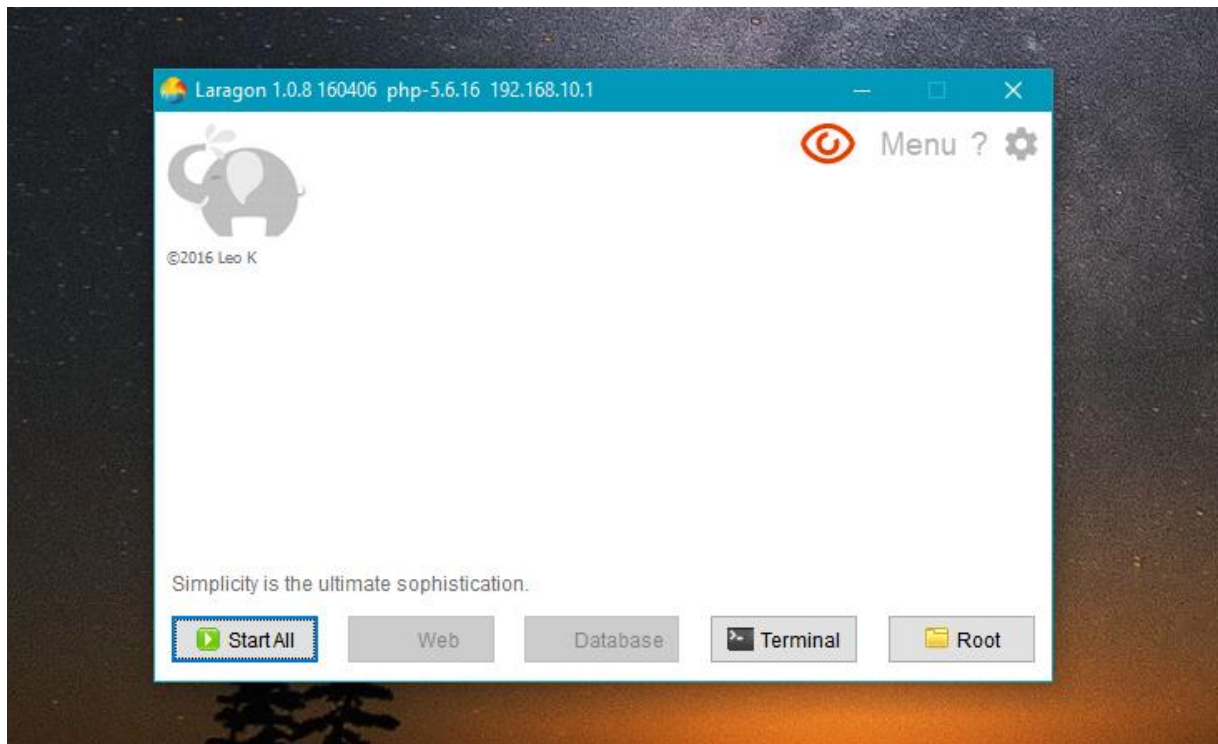 Laragon 1.0.8 160406 php-5.6.16 192.168.10.1
Menu ?
©2016 Leo K
Simplicity is the ultimate sophistication.
Start All Web Database Terminal Root